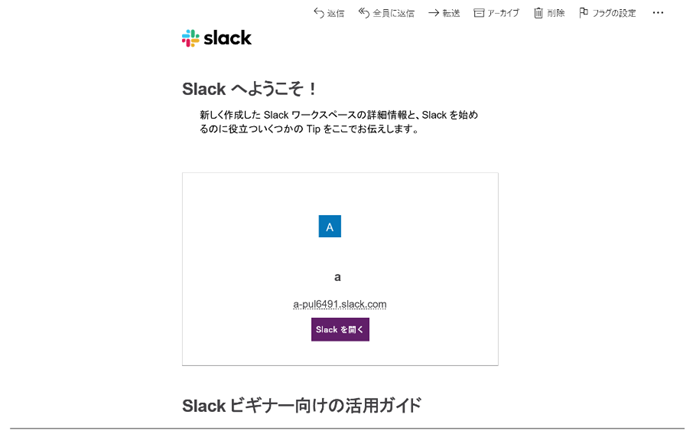 返信 全員に返信 転送 アーカイブ 削除 フラグの設定 ...
slack
Slack へようこそ！
新しく作成した Slack ワークスペースの詳細情報と、Slack を始め
るのに役立ついくつかの Tip をここでお伝えします。
A
a
a-pul6491.slack.com
Slack を開く
Slack ビギナー向けの活用ガイド